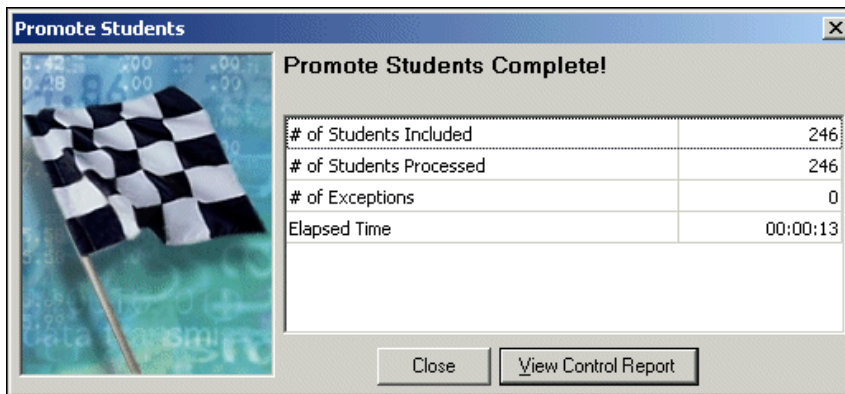 Promote Students
Promote Students Complete!
# of Students Included 246
# of Students Processed 246
# of Exceptions 0
Elapsed Time 00:00:13
Close View Control Report